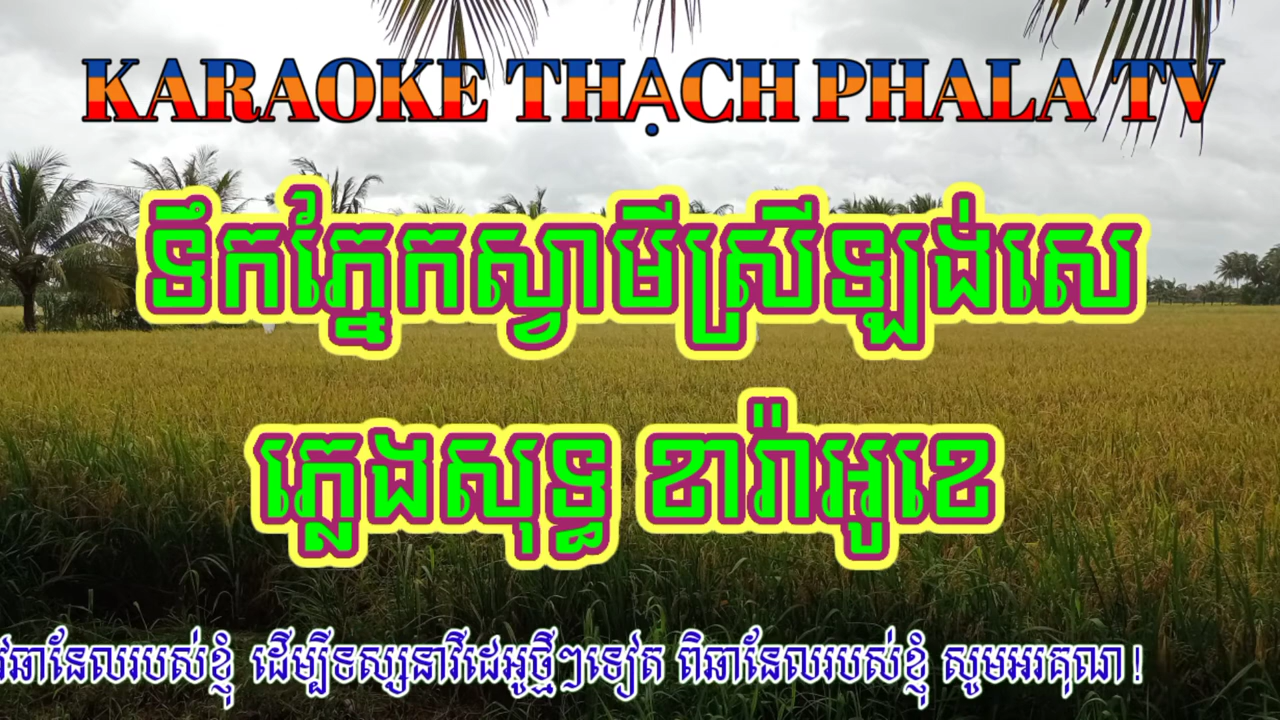 KARAOKE THẠCH PHALA TV
ទឹកភ្នែកស្វាមីស្រីឡង់សេ
ភ្លេងសុទ្ធ ខារ៉ាអូខេ
ឆានែលរបស់ខ្ញុំ ដើម្បីទស្សនាវីដេអូថ្មីៗទៀត ពិឆានែលរបស់ខ្ញុំ សូមអរគុណ!